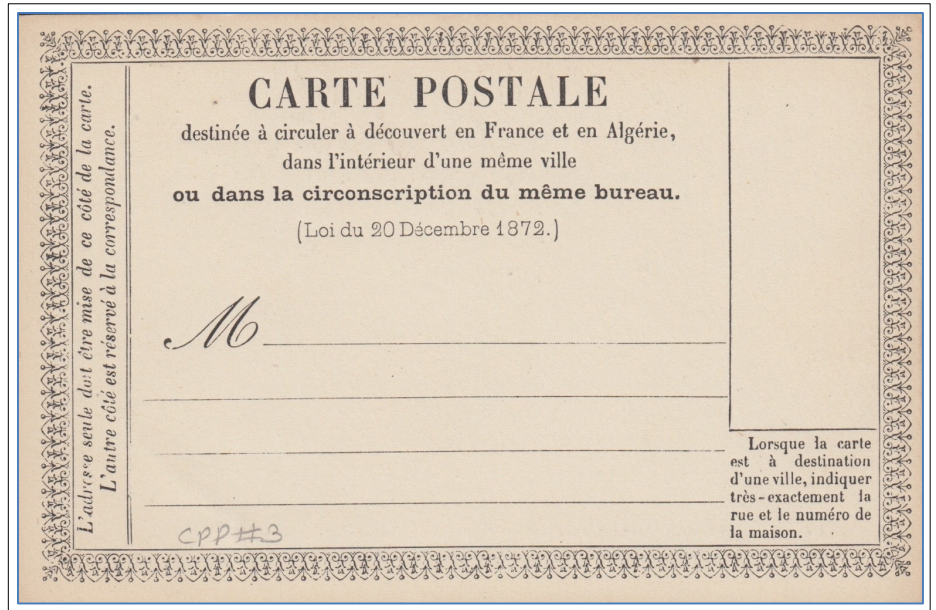 CARTE POSTALE
destinée à circuler à découvert en France et en Algérie,
dans l'intérieur d'une même ville
ou dans la circonscription du même bureau.
(Loi du 20 Décembre 1872.)
L'adresse seule doit être mise de ce côté de la carte.
L'autre côté est réservé à la correspondance.
M
Lorsque la carte
est à destination
d'une ville, indiquer
très-exactement la
rue et le numéro de
la maison.
CPP#3